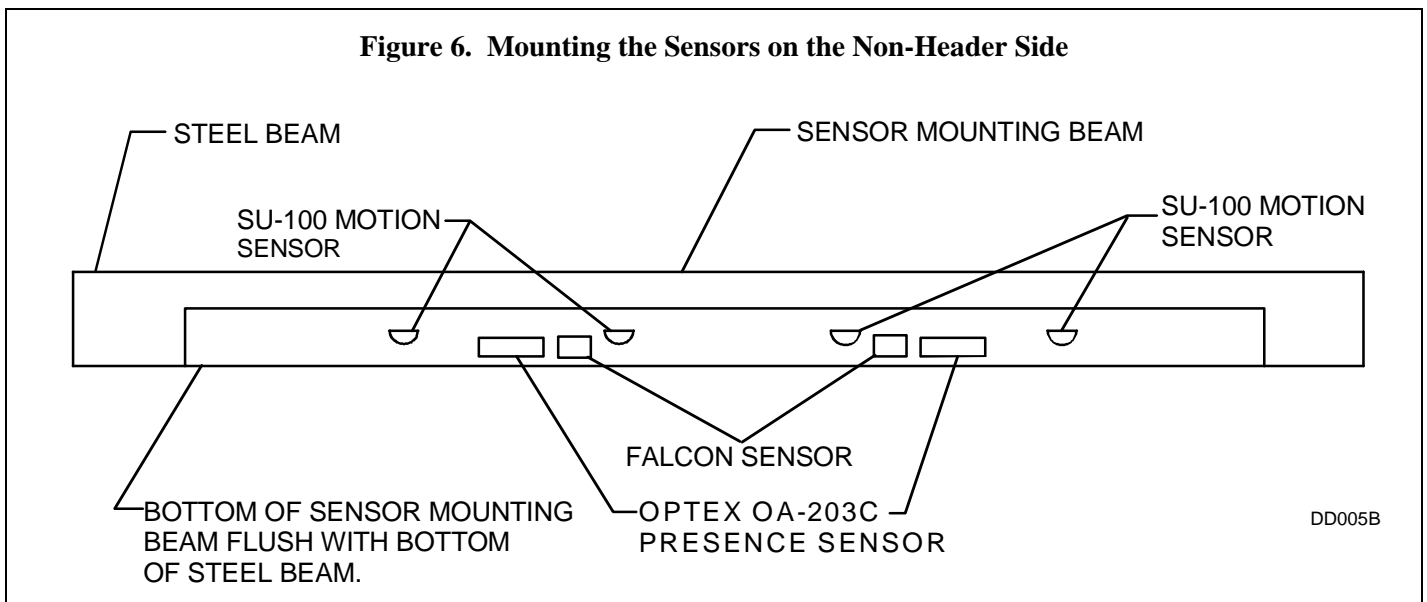 Figure 6. Mounting the Sensors on the Non-Header Side
STEEL BEAM
SENSOR MOUNTING BEAM
SU-100 MOTION
SENSOR
SU-100 MOTION
SENSOR
FALCON SENSOR
BOTTOM OF SENSOR MOUNTING
BEAM FLUSH WITH BOTTOM
OF STEEL BEAM.
OPTEX OA-203C
PRESENCE SENSOR
DD005B